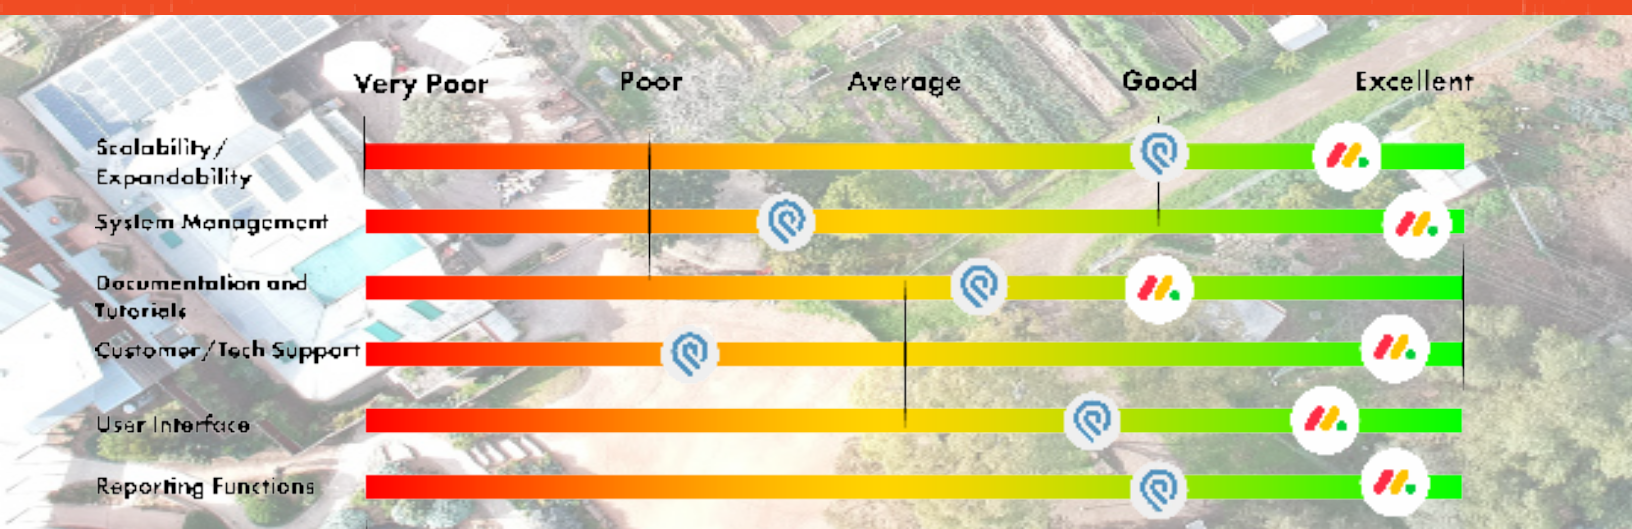 Very Poor Poor Average Good Excellent
Scalability/
Expandability
System Management
Documentation and
Tutorials
Customer/Tech Support
User Interface
Reporting Functions